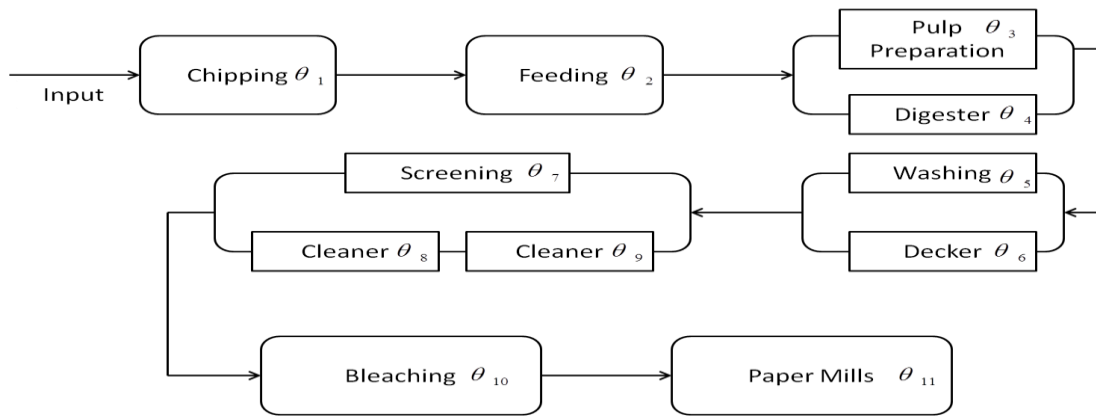 Input
Chipping θ 1
Feeding θ 2
Pulp θ 3
Preparation
Digester θ 4
Screening θ 7
Washing θ 5
Cleaner θ 8
Cleaner θ 9
Decker θ 6
Bleaching θ 10
Paper Mills θ 11